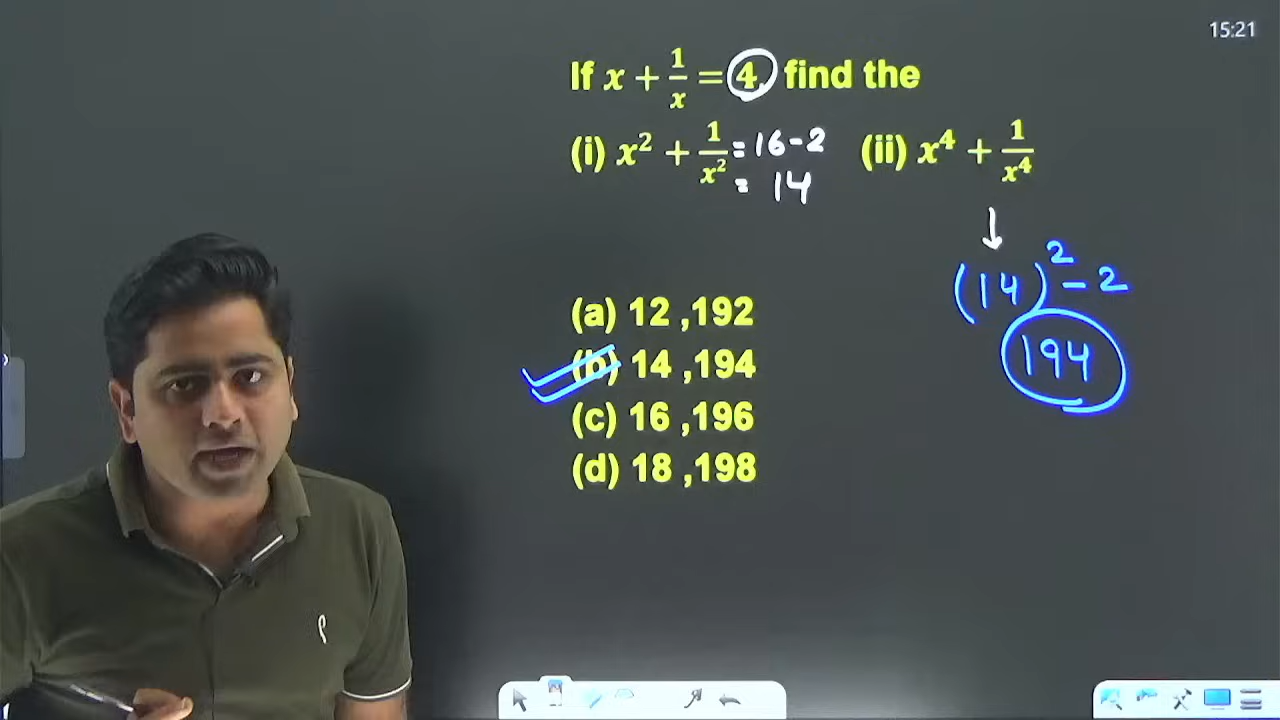 15:21
If x + 1/x = 4, find the
(i) x² + 1/x² = 16 - 2 (ii) x⁴ + 1/x⁴
= 14
(14)² - 2
194
(a) 12 ,192
(b) 14 ,194
(c) 16 ,196
(d) 18 ,198